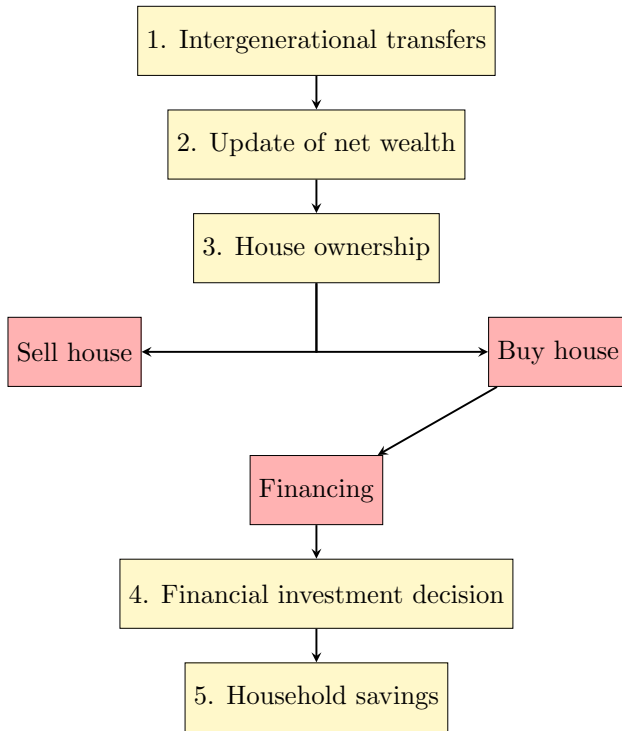 1. Intergenerational transfers
2. Update of net wealth
3. House ownership
Sell house
Buy house
Financing
4. Financial investment decision
5. Household savings